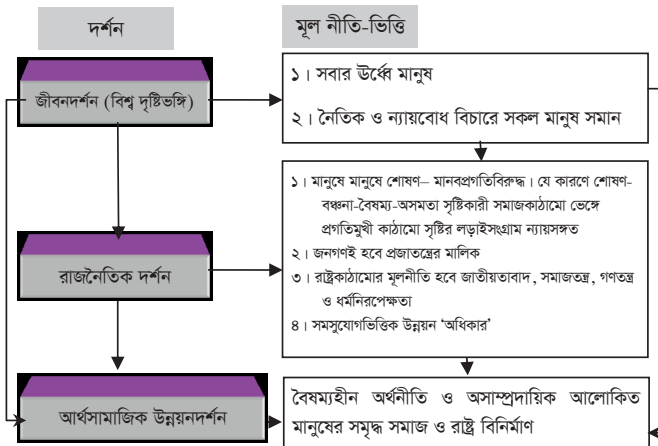 দর্শন
মূল নীতি-ভিত্তি
জীবনদর্শন (বিশ্ব দৃষ্টিভঙ্গি)
১। সবার ঊর্ধ্বে মানুষ
২। নৈতিক ও ন্যায়বোধ বিচারে সকল মানুষ সমান
রাজনৈতিক দর্শন
১। মানুষে মানুষে শোষণ– মানবপ্রগতিবিরুদ্ধ। যে কারণে শোষণ-
বঞ্চনা-বৈষম্য-অসমতা সৃষ্টিকারী সমাজকাঠামো ভেঙ্গে
প্রগতিমুখী কাঠামো সৃষ্টির লড়াইসংগ্রাম ন্যায়সঙ্গত
২। জনগণই হবে প্রজাতন্ত্রের মালিক
৩। রাষ্ট্রকাঠামোর মূলনীতি হবে জাতীয়তাবাদ, সমাজতন্ত্র, গণতন্ত্র
ও ধর্মনিরপেক্ষতা
৪। সমসুযোগভিত্তিক উন্নয়ন ‘অধিকার’
আর্থসামাজিক উন্নয়নদর্শন
বৈষম্যহীন অর্থনীতি ও অসাম্প্রদায়িক আলোকিত
মানুষের সমৃদ্ধ সমাজ ও রাষ্ট্র বিনির্মাণ